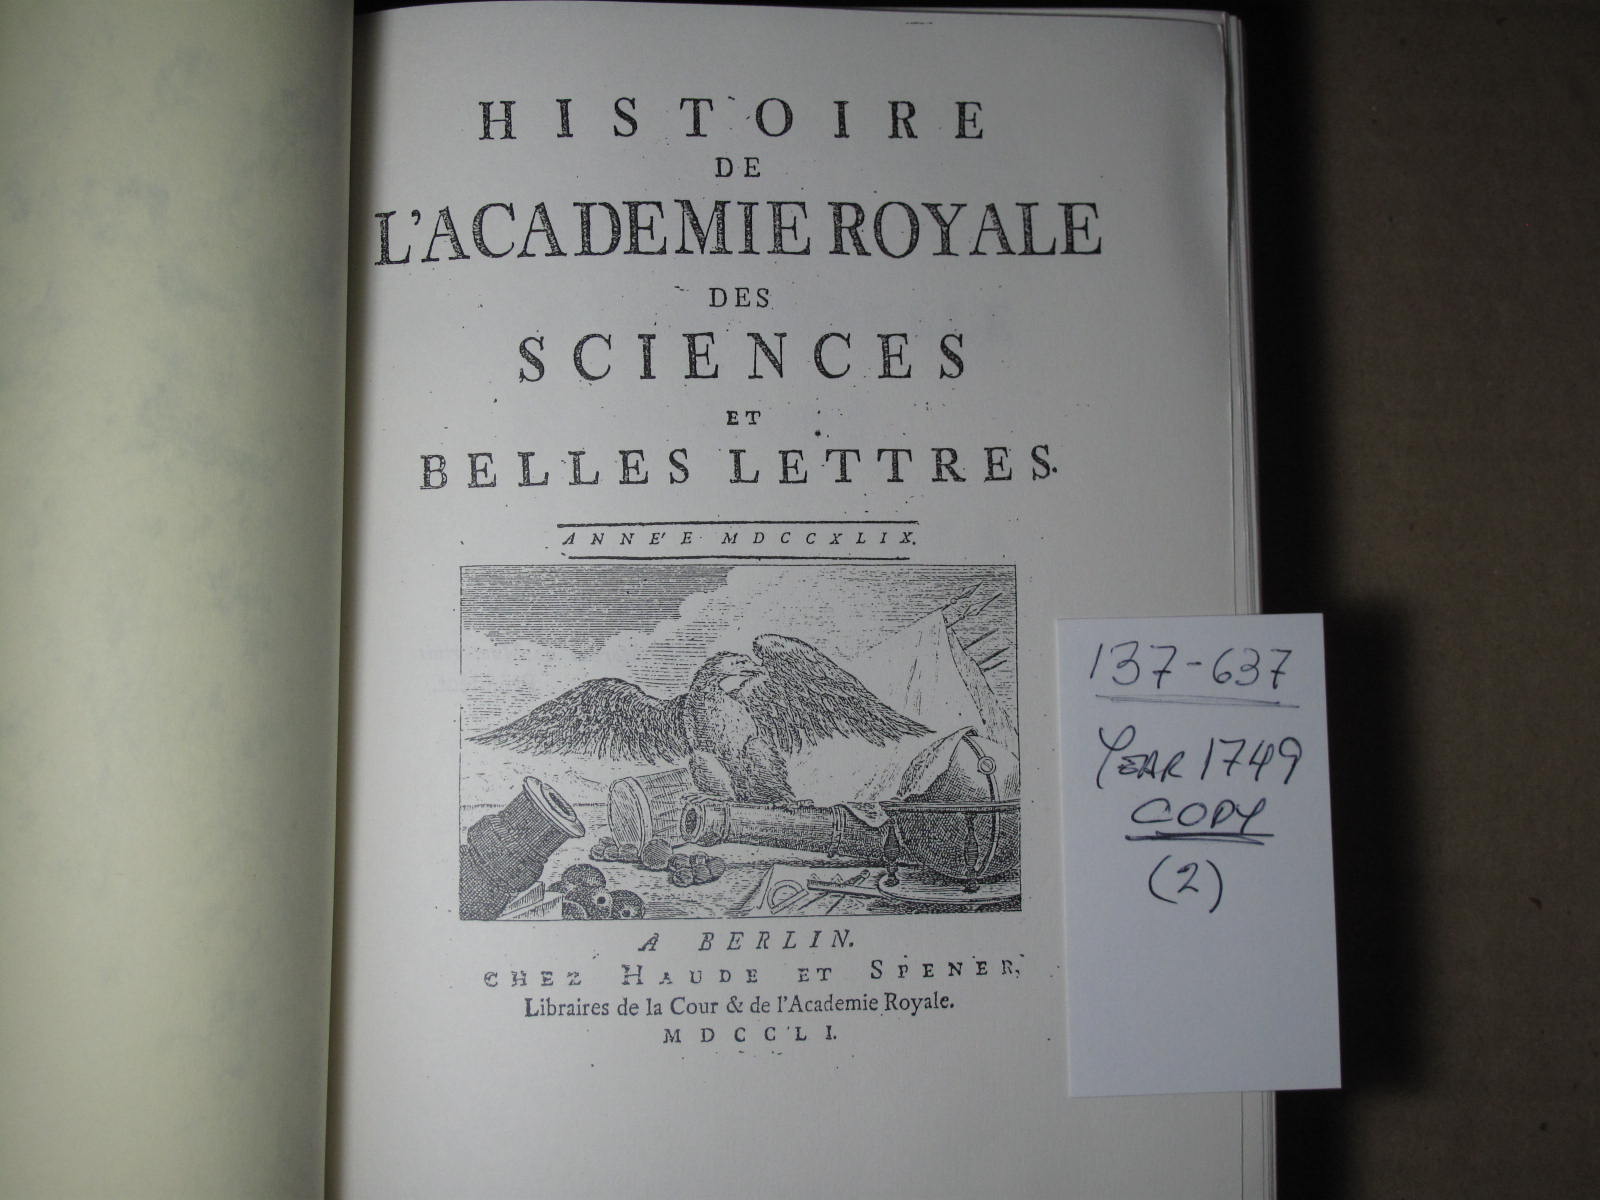 HISTOIRE
DE
L'ACADEMIE ROYALE
DES
SCIENCES
ET
BELLES LETTRES.
ANNE'E MDCCXLIX.
A BERLIN.
CHEZ HAUDE ET SPENER,
Libraires de la Cour & de l'Academie Royale.
MDCCLI.
137-637
YEAR 1749
COPY
(2)